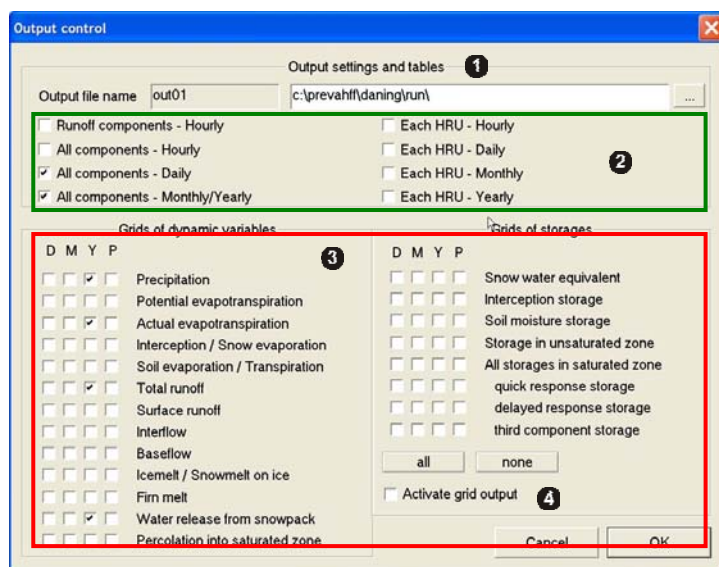 Output control
Output settings and tables 1
Output file name out01 c:\prevahff\daning\run\ ...
Runoff components - Hourly
All components - Hourly
All components - Daily
All components - Monthly/Yearly
Each HRU - Hourly
Each HRU - Daily
Each HRU - Monthly
Each HRU - Yearly
2
Grids of dynamic variables
3
D M Y P
Precipitation
Potential evapotranspiration
Actual evapotranspiration
Interception / Snow evaporation
Soil evaporation / Transpiration
Total runoff
Surface runoff
Interflow
Baseflow
Icemelt / Snowmelt on ice
Firn melt
Water release from snowpack
Percolation into saturated zone
Grids of storages
D M Y P
Snow water equivalent
Interception storage
Soil moisture storage
Storage in unsaturated zone
All storages in saturated zone
quick response storage
delayed response storage
third component storage
all none
Activate grid output 4
Cancel OK